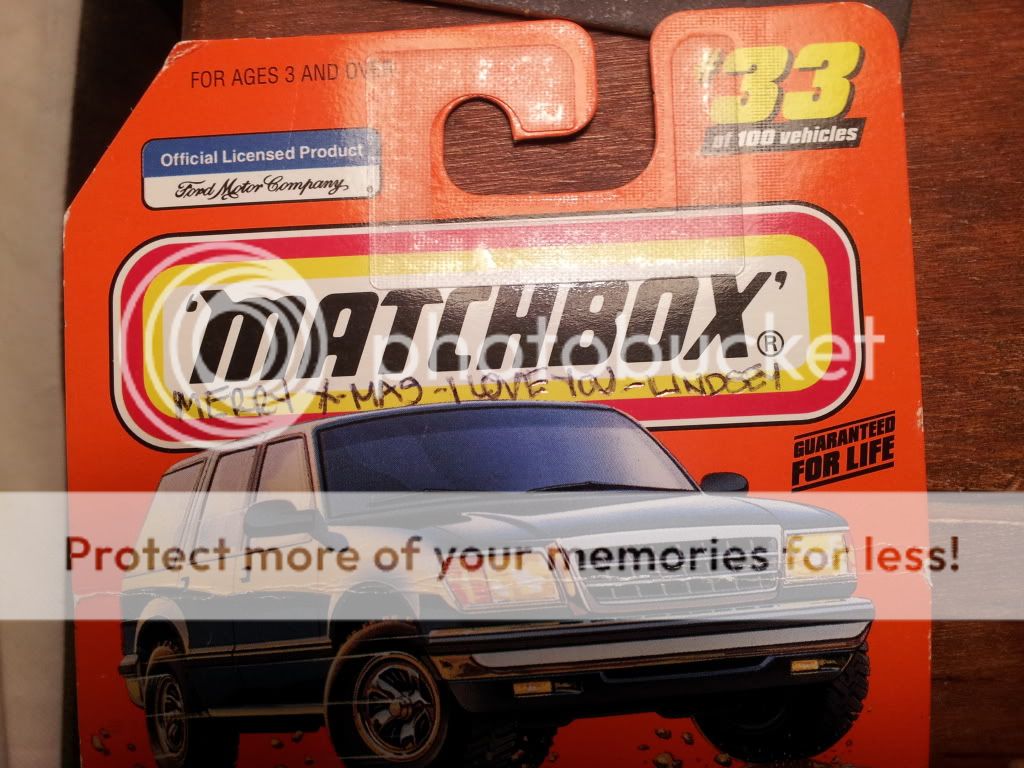 FOR AGES 3 AND OVER
33
of 100 vehicles
Official Licensed Product
Ford Motor Company
'MATCHBOX'®
photobucket
MERRY X-MAS - I LOVE YOU - LINDSEY
GUARANTEED
FOR LIFE
Protect more of your memories for less!